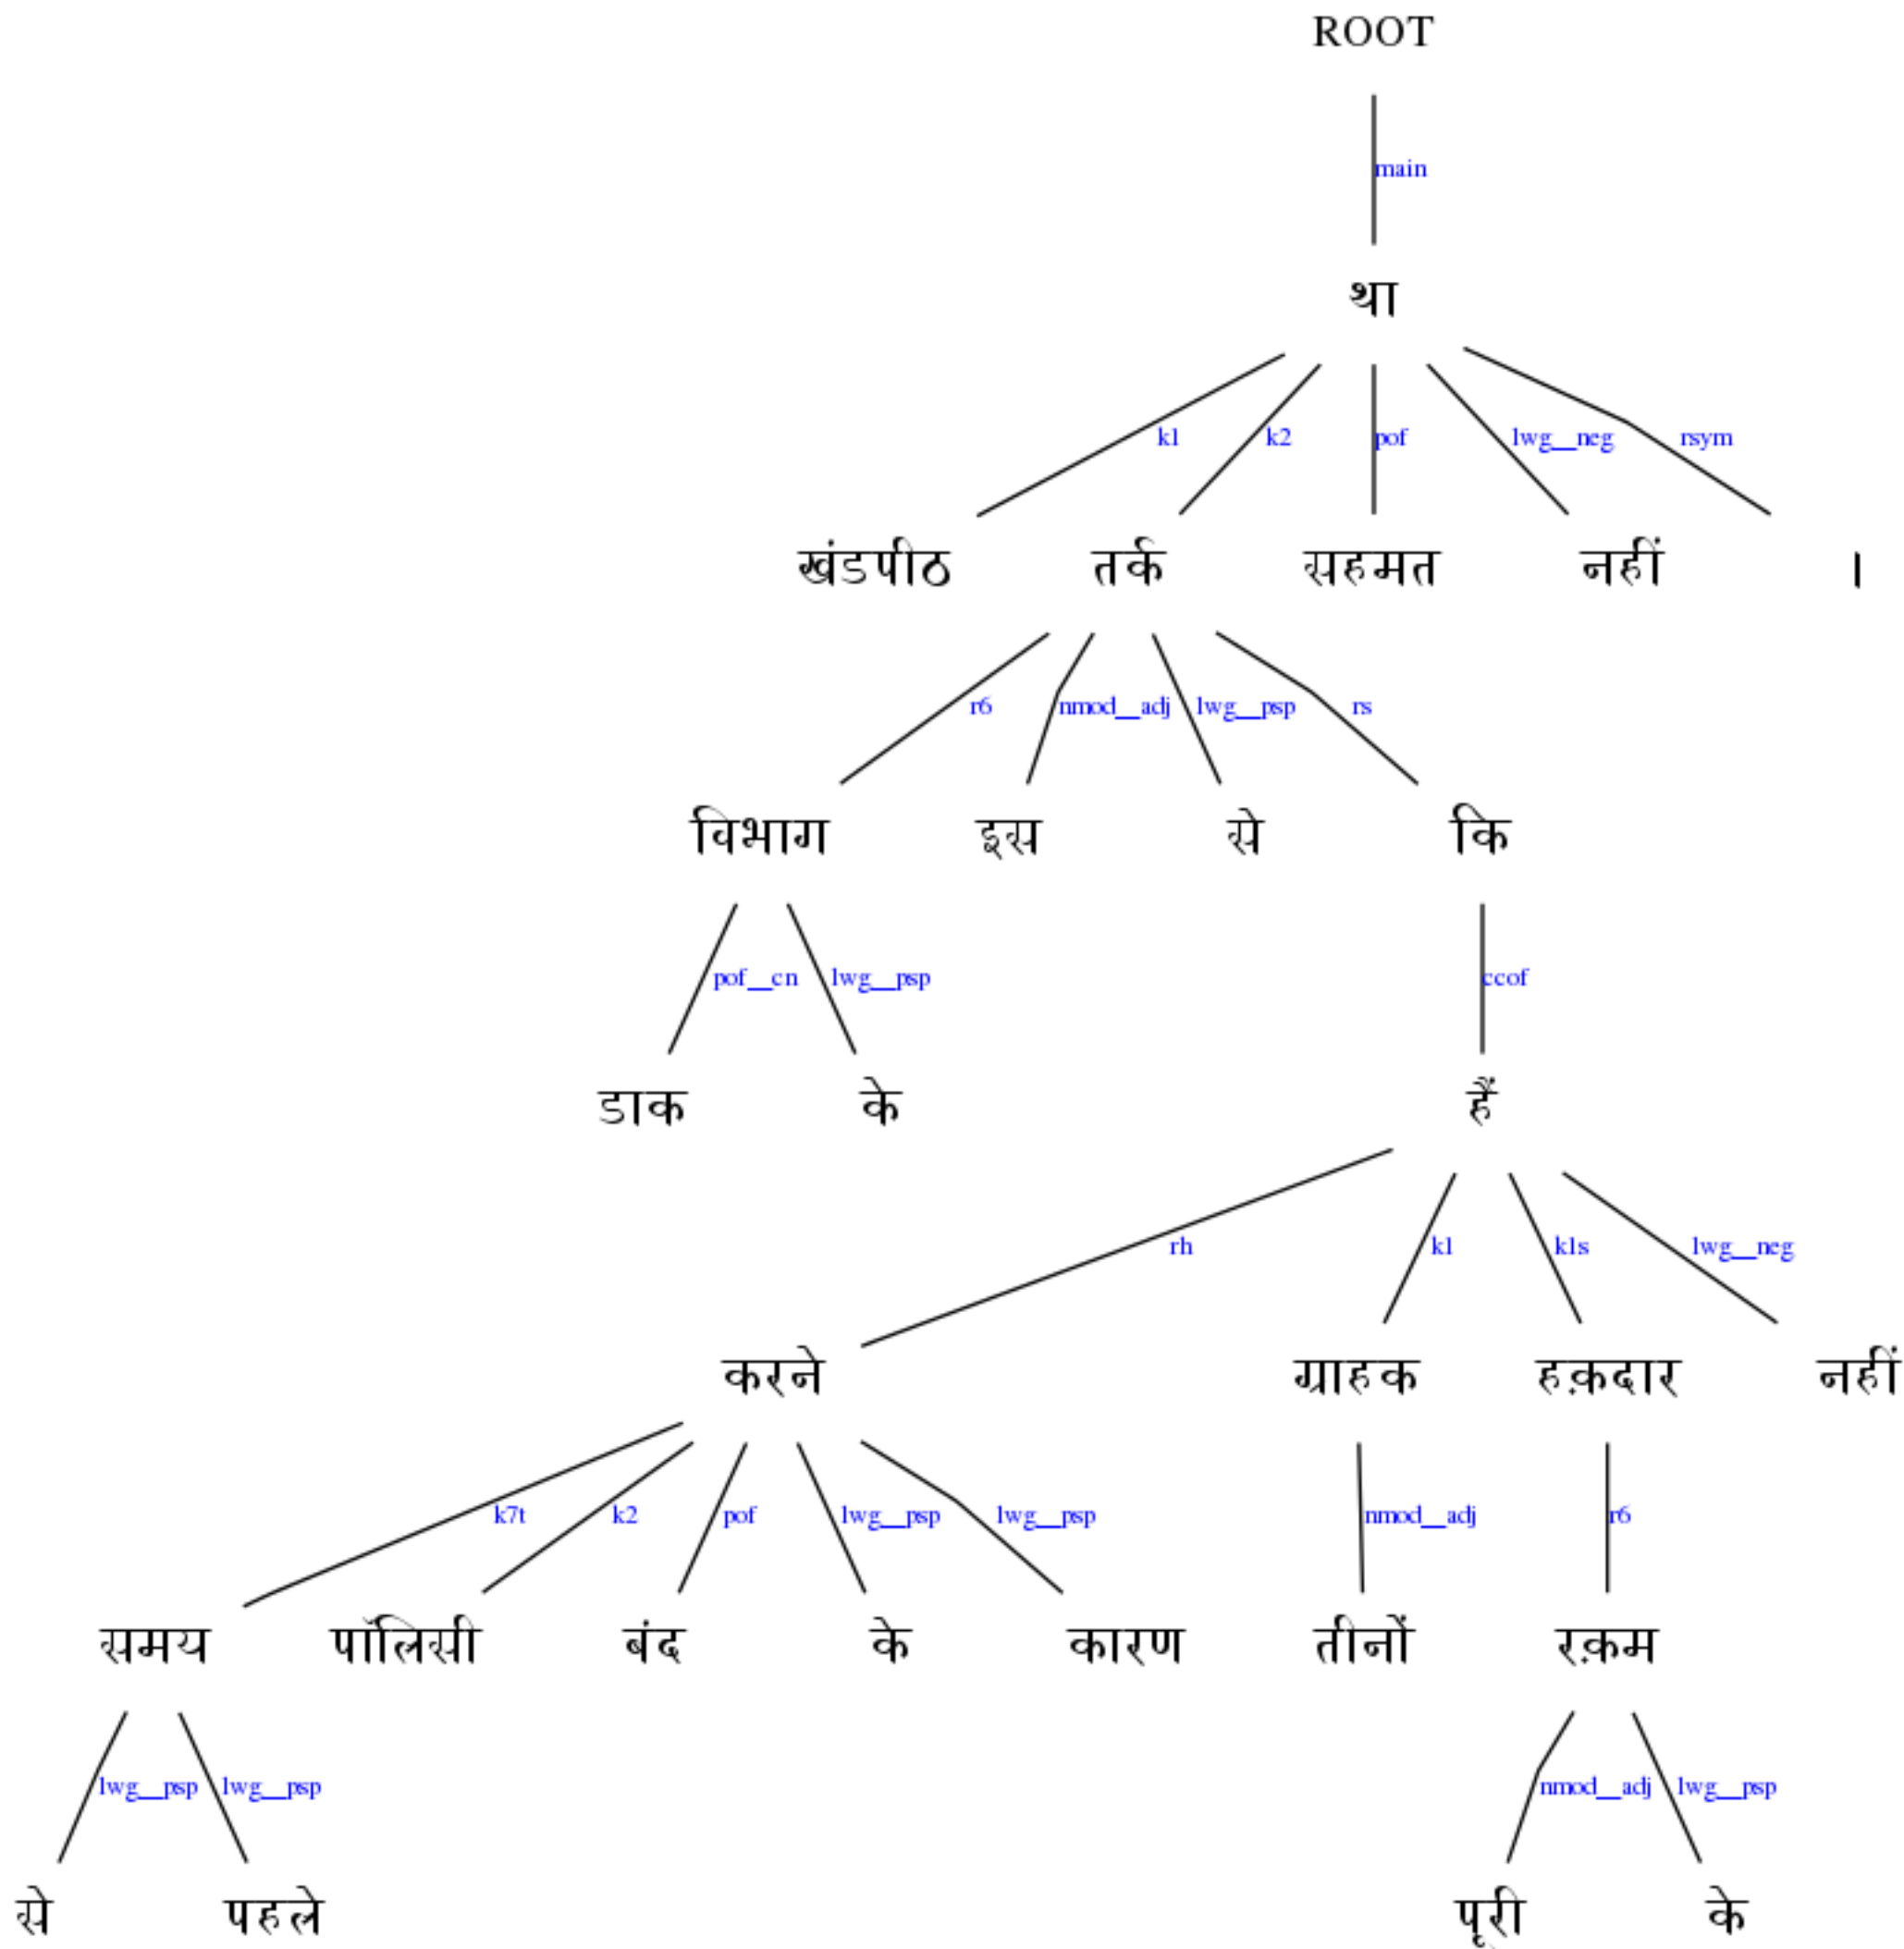 ROOT
main
था
k1 k2 pof lwg__neg rsym
खंडपीठ तर्क सहमत नहीं ।
r6 nmod__adj lwg__psp rs
विभाग इस से कि
pof__cn lwg__psp ccof
डाक के हैं
rh k1 k1s lwg__neg
करने ग्राहक हक़दार नहीं
k7t k2 pof lwg__psp lwg__psp nmod__adj r6
समय पॉलिसी बंद के कारण तीनों रक़म
lwg__psp lwg__psp nmod__adj lwg__psp
से पहले पूरी के